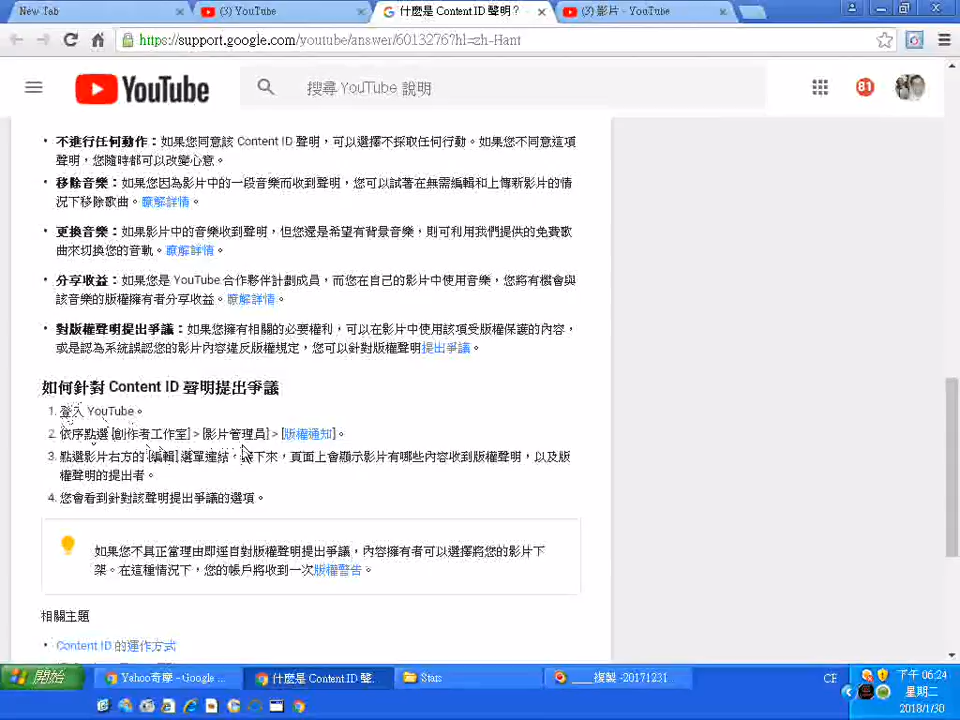 New Tab
(3) YouTube
什麼是 Content ID 聲明？
(3) 影片 - YouTube
https://support.google.com/youtube/answer/6013276?hl=zh-Hant
YouTube
搜尋 YouTube 說明
81
• 不進行任何動作：如果您同意該 Content ID 聲明，可以選擇不採取任何行動。如果您不同意這項
聲明，您隨時都可以改變心意。
• 移除音樂：如果您因為影片中的一段音樂而收到聲明，您可以試著在無需編輯和上傳新影片的情
況下移除歌曲。瞭解詳情。
• 更換音樂：如果影片中的音樂收到聲明，但您還是希望有背景音樂，則可利用我們提供的免費歌
曲來切換您的音軌。瞭解詳情。
• 分享收益：如果您是 YouTube 合作夥伴計劃成員，而您在自己的影片中使用音樂，您將有機會與
該音樂的版權擁有者分享收益。瞭解詳情。
• 對版權聲明提出爭議：如果您擁有相關的必要權利，可以在影片中使用該項受版權保護的內容，
或是認為系統誤認您的影片內容違反版權規定，您可以針對版權聲明提出爭議。
如何針對 Content ID 聲明提出爭議
1. 登入 YouTube。
2. 依序點選 [創作者工作室] > [影片管理員] > [版權通知]。
3. 點選影片右方的 [編輯] 選單連結。接下來，頁面上會顯示影片有哪些內容收到版權聲明，以及版
權聲明的提出者。
4. 您會看到針對該聲明提出爭議的選項。
如果您不具正當理由即逕自對版權聲明提出爭議，內容擁有者可以選擇將您的影片下
架。在這種情況下，您的帳戶將收到一次版權警告。
相關主題
• Content ID 的運作方式
開始
Yahoo奇摩 - Google ...
什麼是 Content ID 聲...
Stars
____複製 -20171231 ...
CE
下午 06:24
星期二
2018/1/30